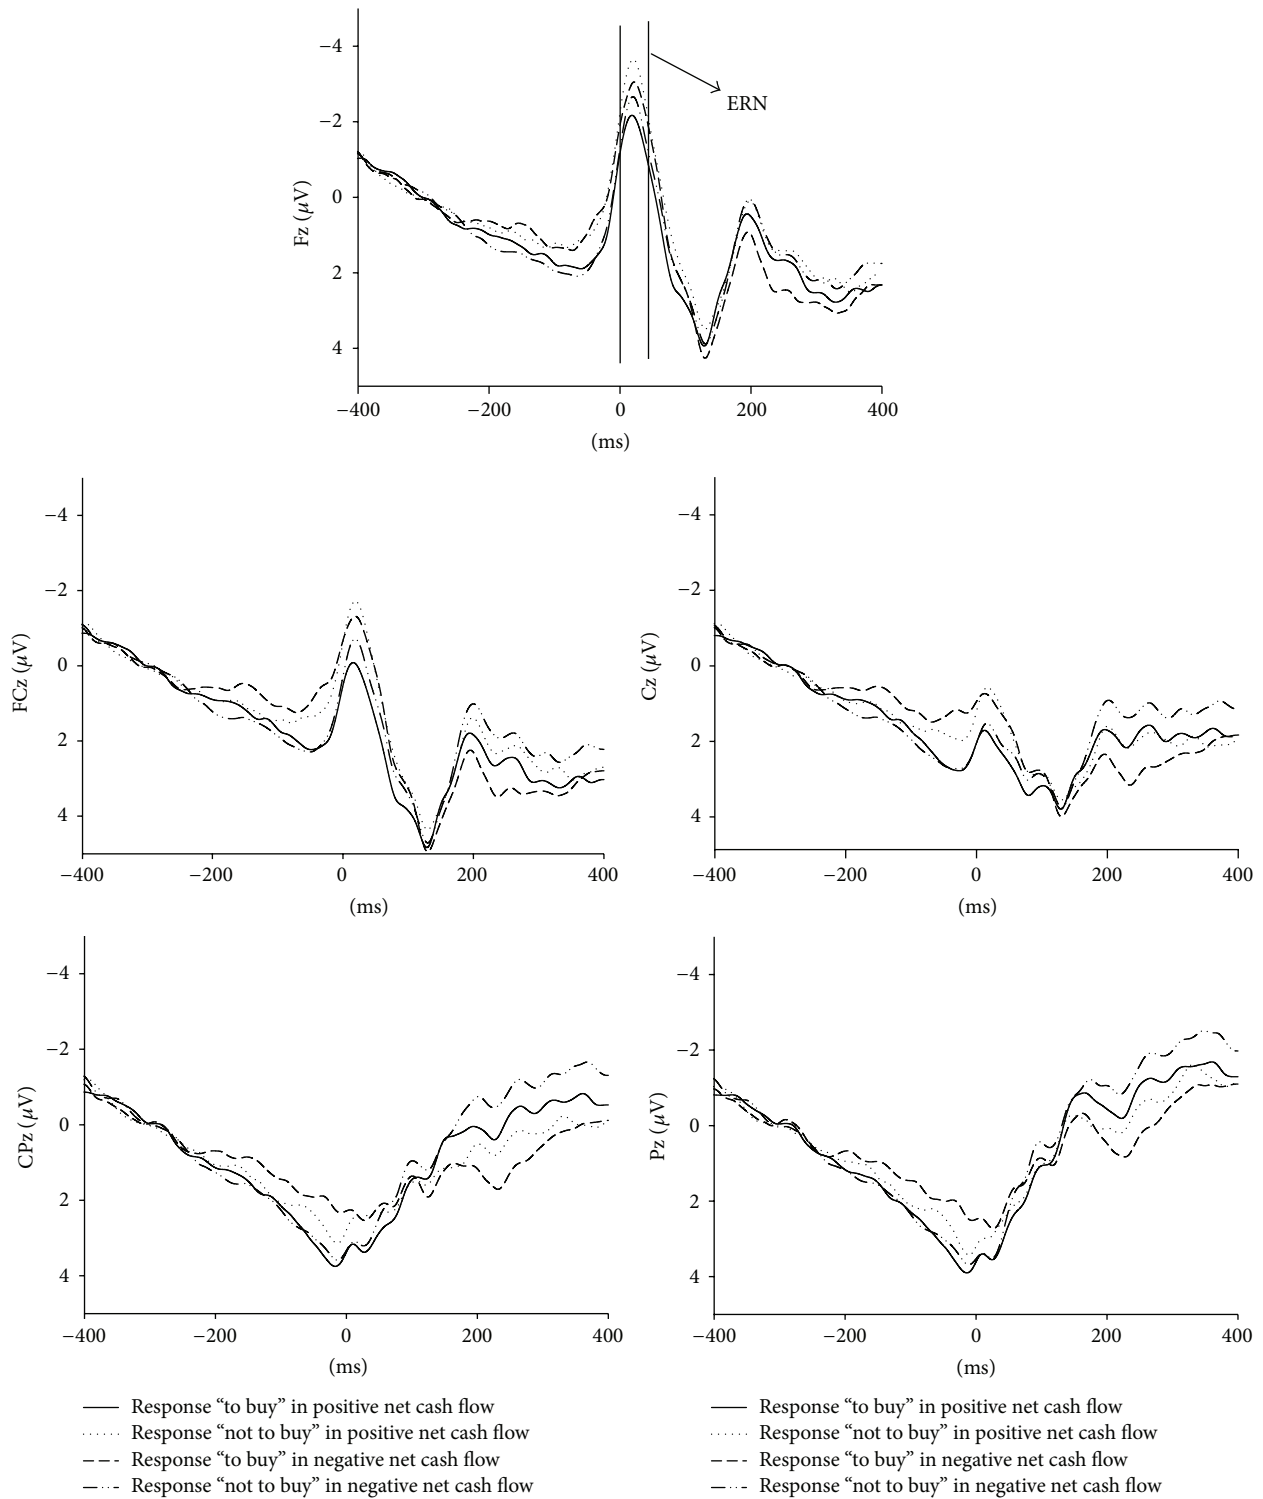 −4
−2
0
2
4
Fz (μV)
ERN
−400 −200 0 200 400
(ms)
−4
−2
0
2
4
FCz (μV)
−400 −200 0 200 400
(ms)
−4
−2
0
2
4
Cz (μV)
−400 −200 0 200 400
(ms)
−4
−2
0
2
4
CPz (μV)
−400 −200 0 200 400
(ms)
−4
−2
0
2
4
Pz (μV)
−400 −200 0 200 400
(ms)
Response “to buy” in positive net cash flow
Response “not to buy” in positive net cash flow
Response “to buy” in negative net cash flow
Response “not to buy” in negative net cash flow
Response “to buy” in positive net cash flow
Response “not to buy” in positive net cash flow
Response “to buy” in negative net cash flow
Response “not to buy” in negative net cash flow